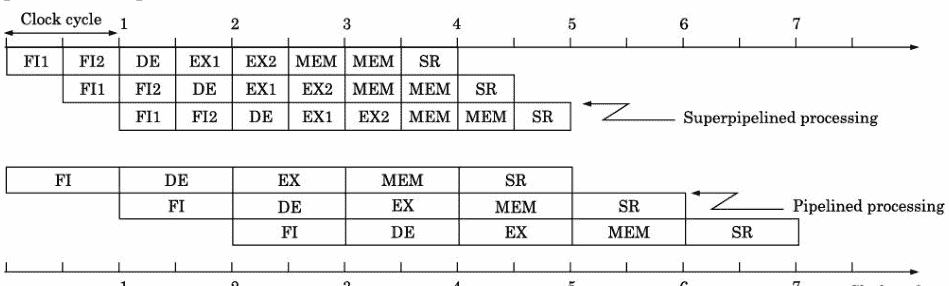 Clock cycle 1 2 3 4 5 6 7
FI1 FI2 DE EX1 EX2 MEM MEM SR
FI1 FI2 DE EX1 EX2 MEM MEM SR
FI1 FI2 DE EX1 EX2 MEM MEM SR
Superpipelined processing
FI DE EX MEM SR
FI DE EX MEM SR
Pipelined processing
FI DE EX MEM SR
1 2 3 4 5 6 7